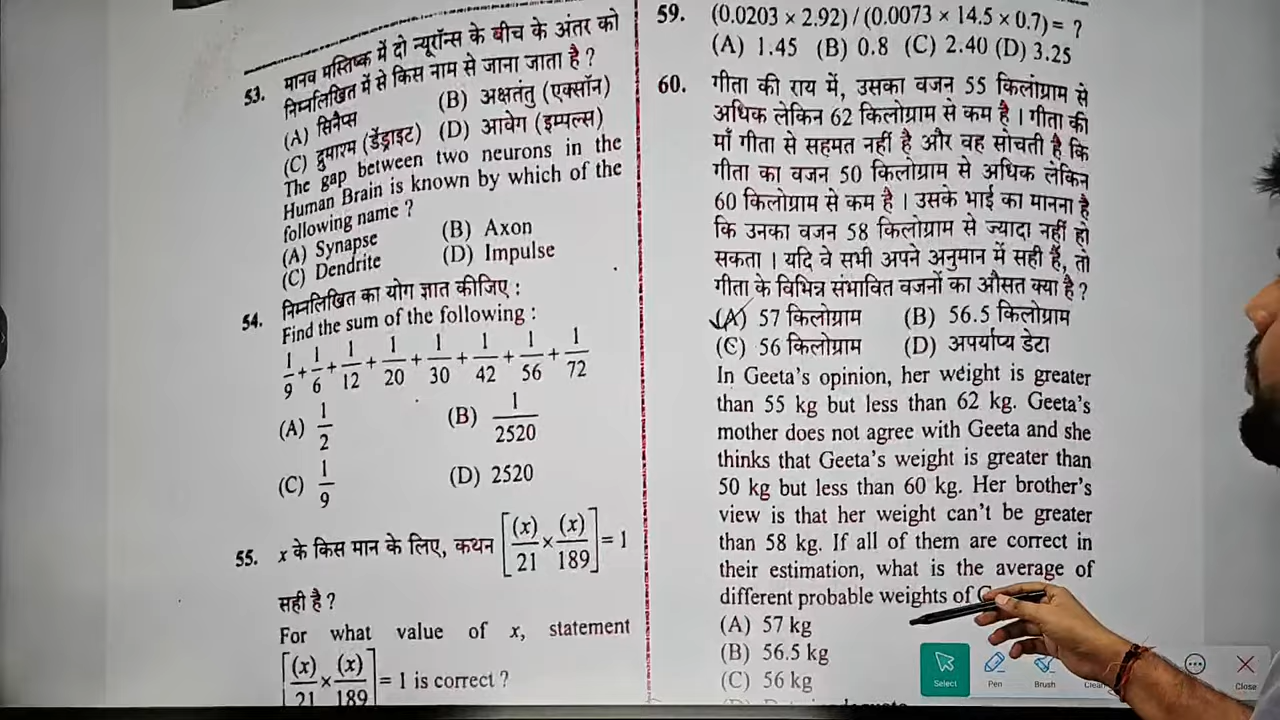 53. मानव मस्तिष्क में दो न्यूरॉन्स के बीच के अंतर को
निम्नलिखित में से किस नाम से जाना जाता है ?
(A) सिनैप्स (B) अक्षतंतु (एक्सॉन)
(C) द्रुमाश्म (डेंड्राइट) (D) आवेग (इम्पल्स)
The gap between two neurons in the
Human Brain is known by which of the
following name ?
(A) Synapse (B) Axon
(C) Dendrite (D) Impulse
54. निम्नलिखित का योग ज्ञात कीजिए :
Find the sum of the following :
1/9 + 1/6 + 1/12 + 1/20 + 1/30 + 1/42 + 1/56 + 1/72
(A) 1/2 (B) 1/2520
(C) 1/9 (D) 2520
55. x के किस मान के लिए, कथन [(x)/21 × (x)/189] = 1
सही है ?
For what value of x, statement
[(x)/21 × (x)/189] = 1 is correct ?
59. (0.0203 × 2.92) / (0.0073 × 14.5 × 0.7) = ?
(A) 1.45 (B) 0.8 (C) 2.40 (D) 3.25
60. गीता की राय में, उसका वजन 55 किलोग्राम से
अधिक लेकिन 62 किलोग्राम से कम है । गीता की
माँ गीता से सहमत नहीं है और वह सोचती है कि
गीता का वजन 50 किलोग्राम से अधिक लेकिन
60 किलोग्राम से कम है । उसके भाई का मानना है
कि उनका वजन 58 किलोग्राम से ज्यादा नहीं हो
सकता । यदि वे सभी अपने अनुमान में सही हैं, तो
गीता के विभिन्न संभावित वजनों का औसत क्या है ?
(A) 57 किलोग्राम (B) 56.5 किलोग्राम
(C) 56 किलोग्राम (D) अपर्याप्य डेटा
In Geeta's opinion, her weight is greater
than 55 kg but less than 62 kg. Geeta's
mother does not agree with Geeta and she
thinks that Geeta's weight is greater than
50 kg but less than 60 kg. Her brother's
view is that her weight can't be greater
than 58 kg. If all of them are correct in
their estimation, what is the average of
different probable weights of
(A) 57 kg
(B) 56.5 kg
(C) 56 kg
Select Pen Brush Clean Close